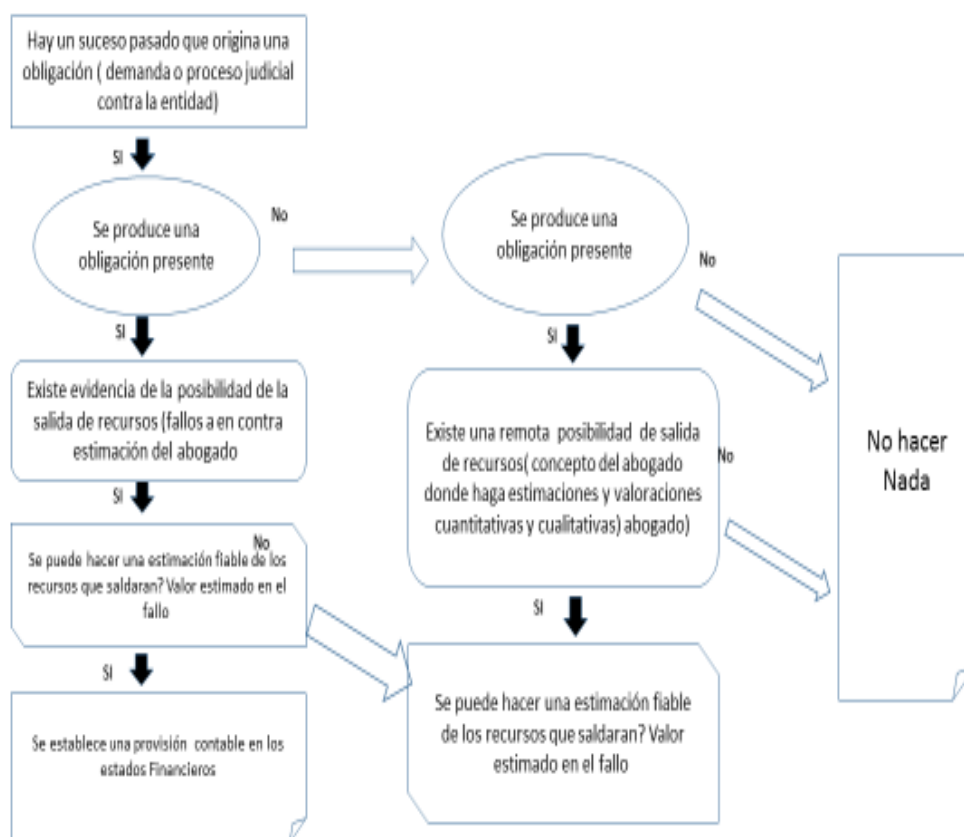 Hay un suceso pasado que origina una
obligación ( demanda o proceso judicial
contra la entidad)
SI
Se produce una
obligación presente
No
SI
Existe evidencia de la posibilidad de la
salida de recursos (fallos a en contra
estimación del abogado
SI
Se puede hacer una estimación fiable de los
recursos que saldaran? Valor estimado en el
fallo
No
SI
Se establece una provisión contable en los
estados Financieros
Se produce una
obligación presente
No
SI
Existe una remota posibilidad de salida
de recursos( concepto del abogado
donde haga estimaciones y valoraciones
cuantitativas y cualitativas) abogado)
No
SI
Se puede hacer una estimación fiable
de los recursos que saldaran? Valor
estimado en el fallo
No hacer
Nada